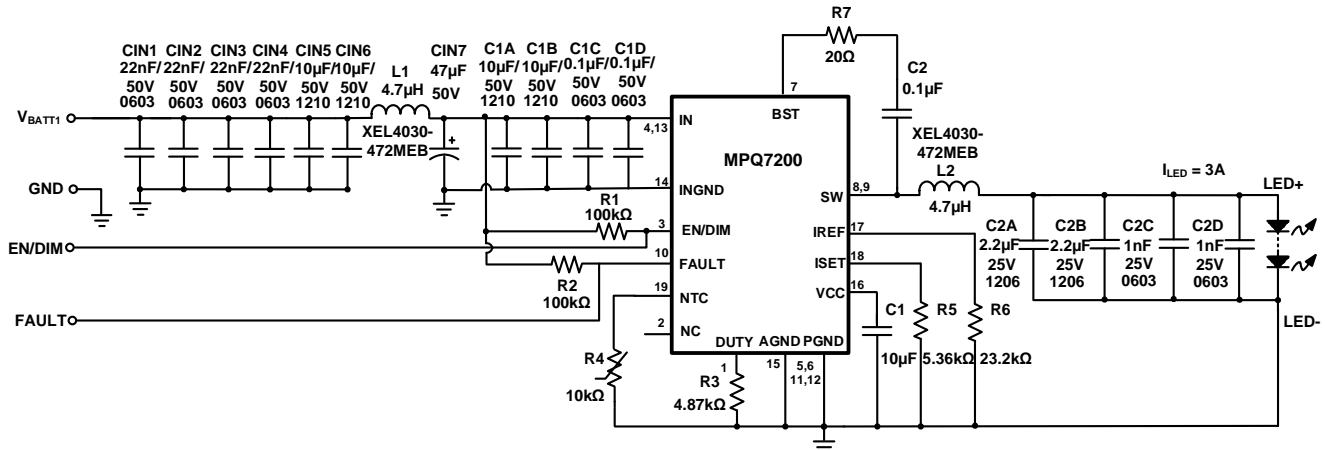 CIN1 CIN2 CIN3 CIN4 CIN5 CIN6
22nF/ 22nF/ 22nF/ 22nF/ 10µF/ 10µF/
50V 50V 50V 50V 50V 50V
0603 0603 0603 0603 1210 1210
L1
4.7µH
XEL4030-
472MEB
CIN7
47µF
50V
C1A C1B C1C C1D
10µF/ 10µF/ 0.1µF/ 0.1µF/
50V 50V 50V 50V
1210 1210 0603 0603
R7
20Ω
C2
0.1µF
VBATT1
GND
EN/DIM
FAULT
R1
100kΩ
R2
100kΩ
R4
10kΩ
MPQ7200
7
BST
4,13
IN
14
INGND
3
EN/DIM
10
FAULT
19
NTC
2
NC
DUTY AGND PGND
1
15
5,6
11,12
R3
4.87kΩ
SW
8,9
IREF
17
ISET
18
VCC
16
XEL4030-
472MEB
L2
4.7µH
C1
10µF
R5
5.36kΩ
R6
23.2kΩ
ILED = 3A
LED+
C2A C2B C2C C2D
2.2µF 2.2µF 1nF 1nF
25V 25V 25V 25V
1206 1206 0603 0603
LED-